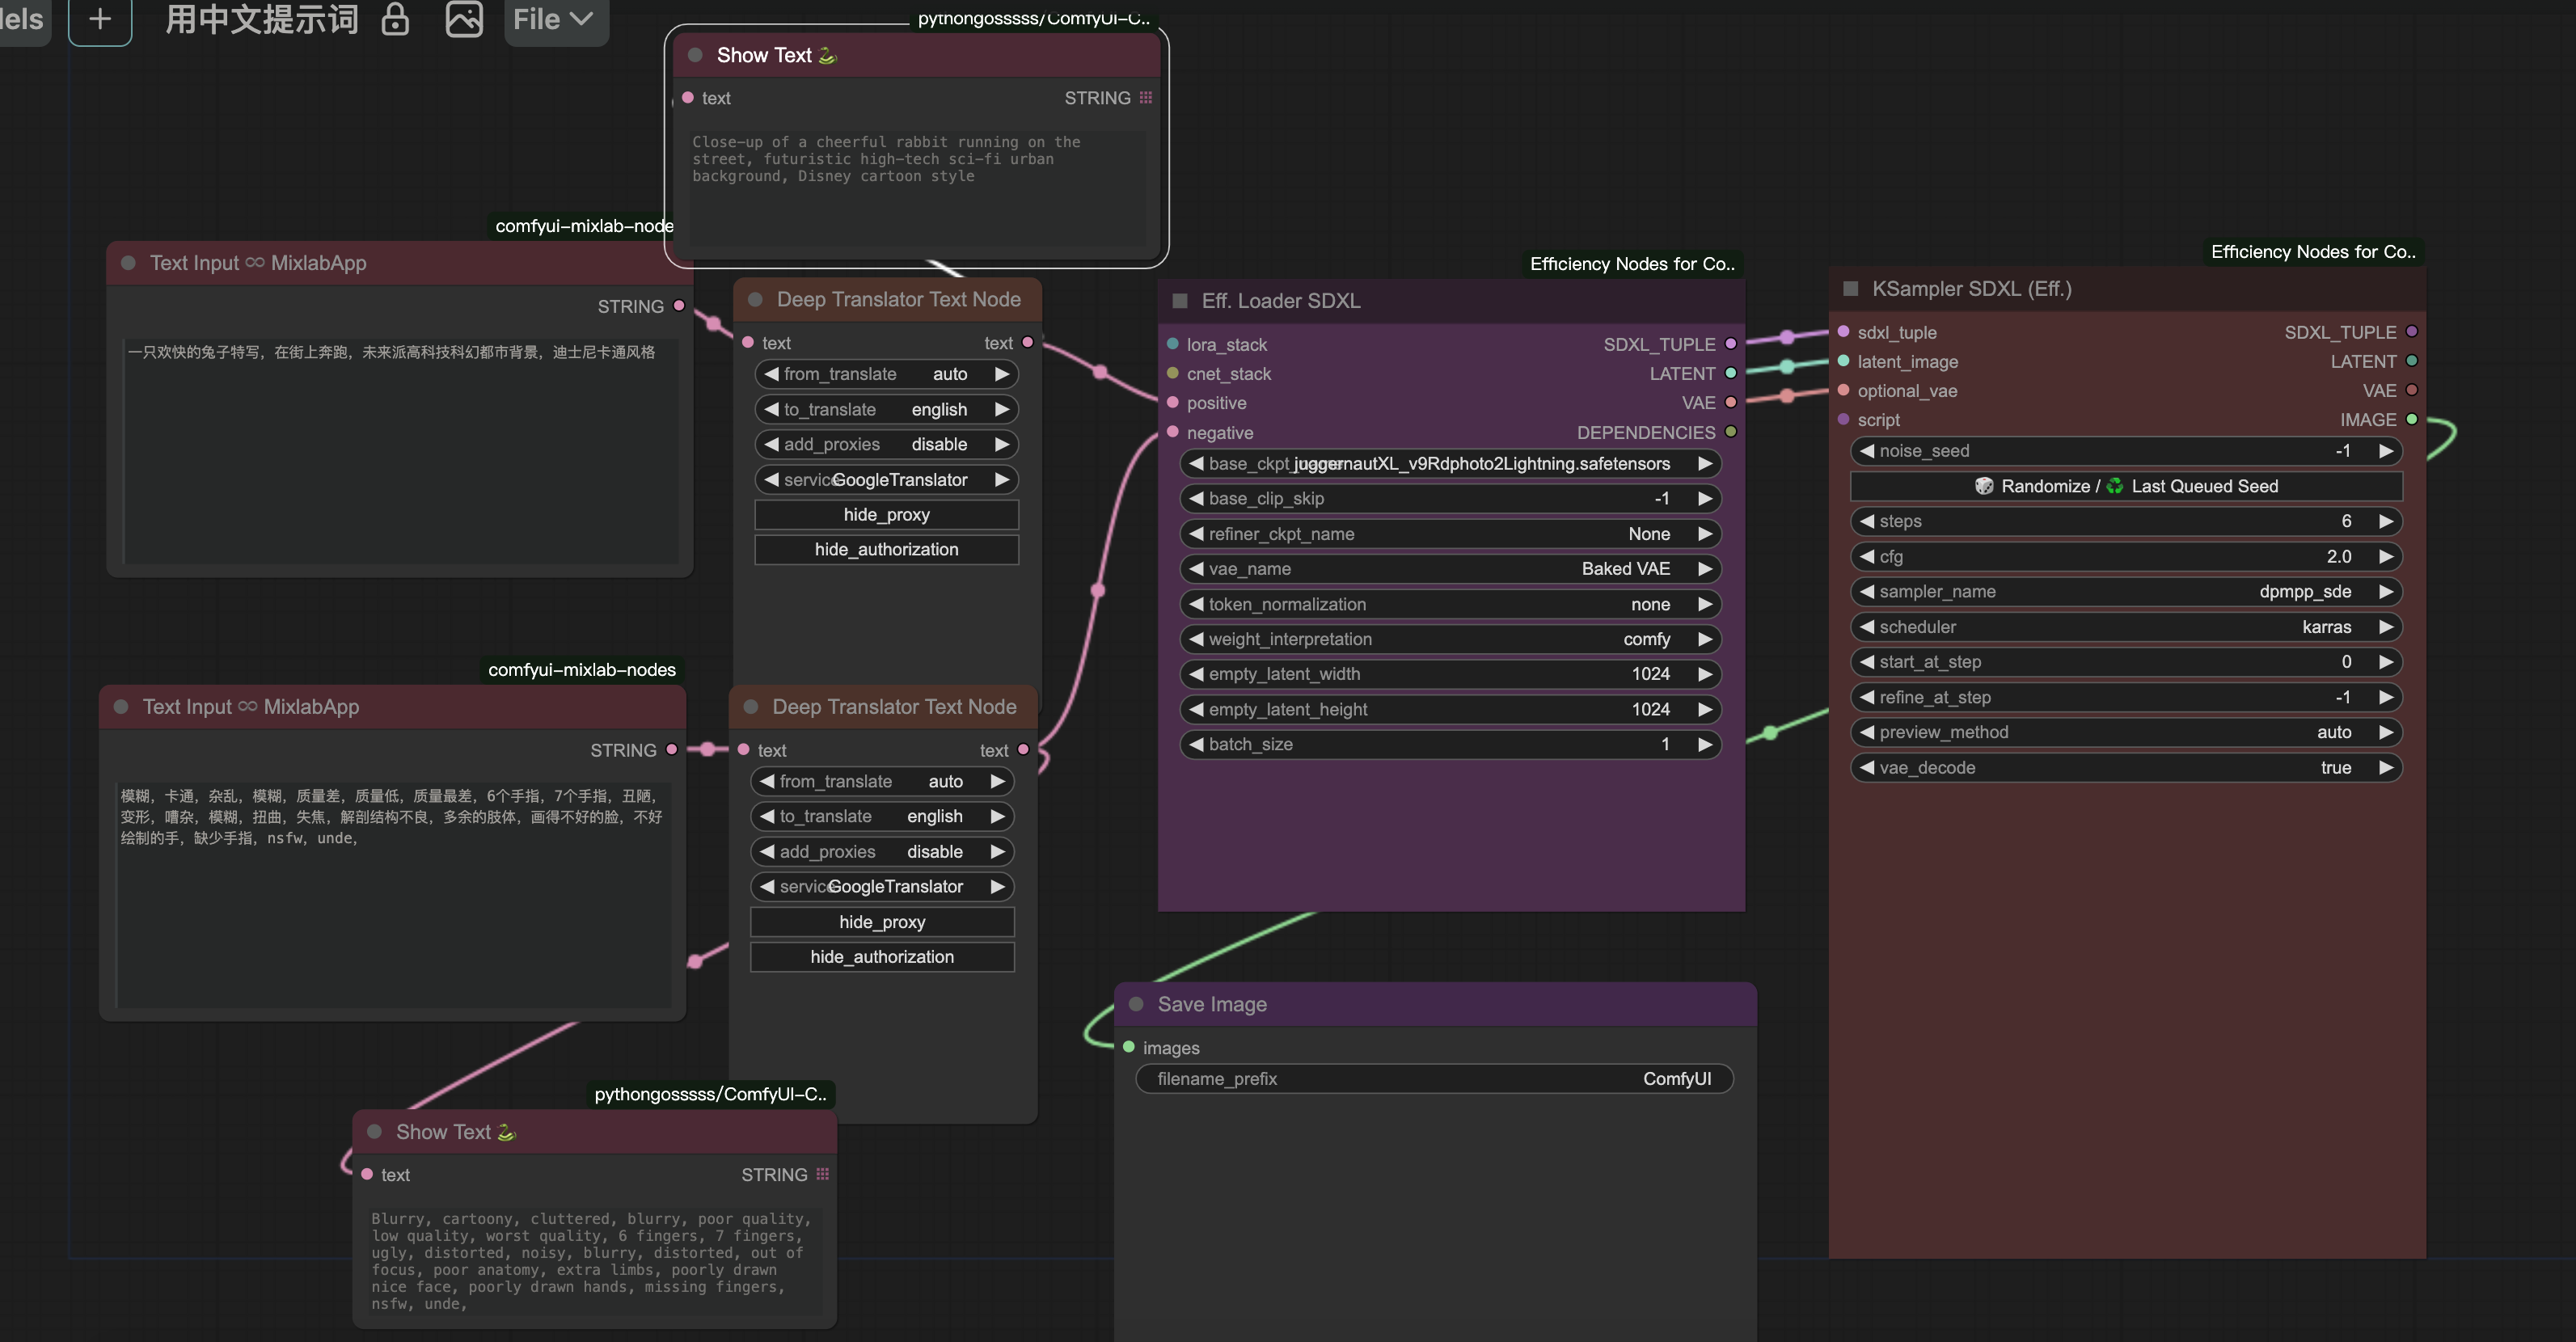 dels
+
用中文提示词
File
pythongosssss/ComfyUI-C..
Show Text
text
STRING
Close-up of a cheerful rabbit running on the
street, futuristic high-tech sci-fi urban
background, Disney cartoon style
comfyui-mixlab-node
Text Input ∞ MixlabApp
STRING
一只欢快的兔子特写，在街上奔跑，未来派高科技科幻都市背景，迪士尼卡通风格
Deep Translator Text Node
text
text
from_translate auto
to_translate english
add_proxies disable
service GoogleTranslator
hide_proxy
hide_authorization
comfyui-mixlab-nodes
Text Input ∞ MixlabApp
STRING
模糊，卡通，杂乱，模糊，质量差，质量低，质量最差，6个手指，7个手指，丑陋，
变形，嘈杂，模糊，扭曲，失焦，解剖结构不良，多余的肢体，画得不好的脸，不好
绘制的手，缺少手指，nsfw，unde，
Deep Translator Text Node
text
text
from_translate auto
to_translate english
add_proxies disable
service GoogleTranslator
hide_proxy
hide_authorization
pythongosssss/ComfyUI-C..
Show Text
text
STRING
Blurry, cartoony, cluttered, blurry, poor quality,
low quality, worst quality, 6 fingers, 7 fingers,
ugly, distorted, noisy, blurry, distorted, out of
focus, poor anatomy, extra limbs, poorly drawn
nice face, poorly drawn hands, missing fingers,
nsfw, unde,
Efficiency Nodes for Co..
Eff. Loader SDXL
lora_stack SDXL_TUPLE
cnet_stack LATENT
positive VAE
negative DEPENDENCIES
base_ckpt_name juggernautXL_v9Rdphoto2Lightning.safetensors
base_clip_skip -1
refiner_ckpt_name None
vae_name Baked VAE
token_normalization none
weight_interpretation comfy
empty_latent_width 1024
empty_latent_height 1024
batch_size 1
Save Image
images
filename_prefix ComfyUI
Efficiency Nodes for Co..
KSampler SDXL (Eff.)
sdxl_tuple SDXL_TUPLE
latent_image LATENT
optional_vae VAE
script IMAGE
noise_seed -1
🎲 Randomize / ♻️ Last Queued Seed
steps 6
cfg 2.0
sampler_name dpmpp_sde
scheduler karras
start_at_step 0
refine_at_step -1
preview_method auto
vae_decode true